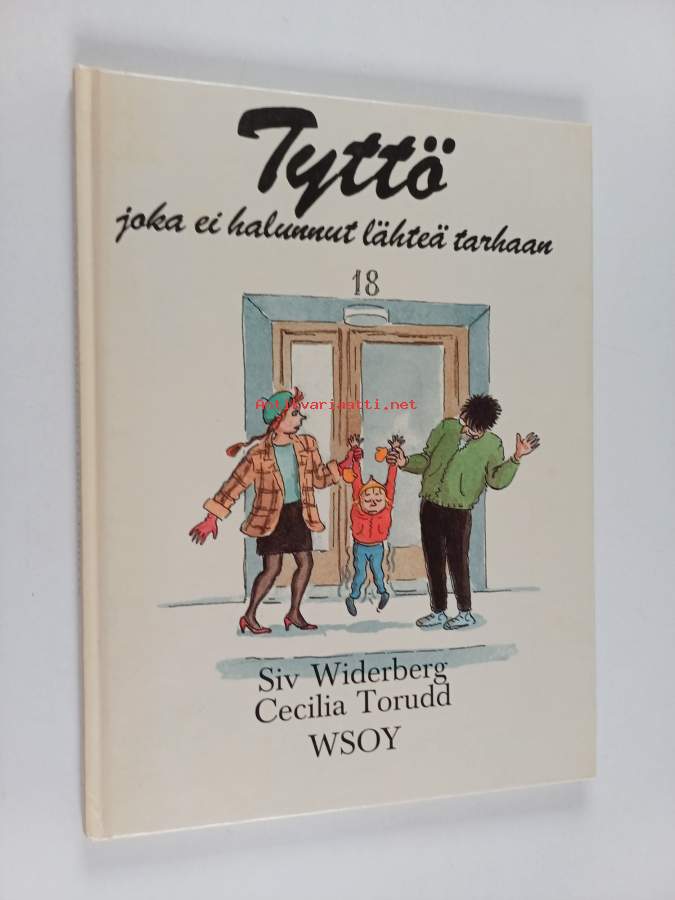 Tyttö
joka ei halunnut lähteä tarhaan
18
Antikvariaatti.net
Siv Widerberg
Cecilia Torudd
WSOY